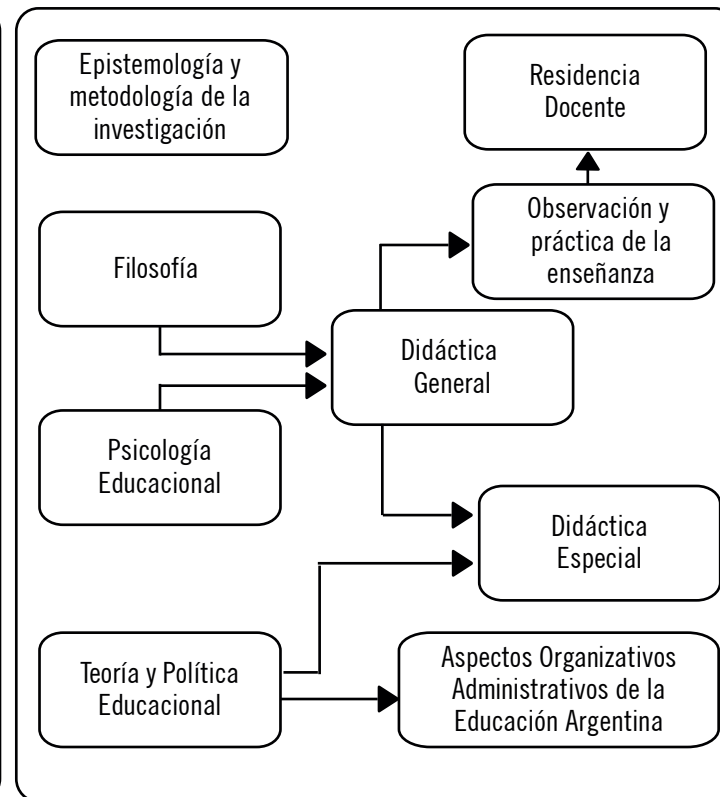 Epistemología y
metodología de la
investigación
Residencia
Docente
Observación y
práctica de la
enseñanza
Filosofía
Didáctica
General
Psicología
Educacional
Didáctica
Especial
Teoría y Política
Educacional
Aspectos Organizativos
Administrativos de la
Educación Argentina